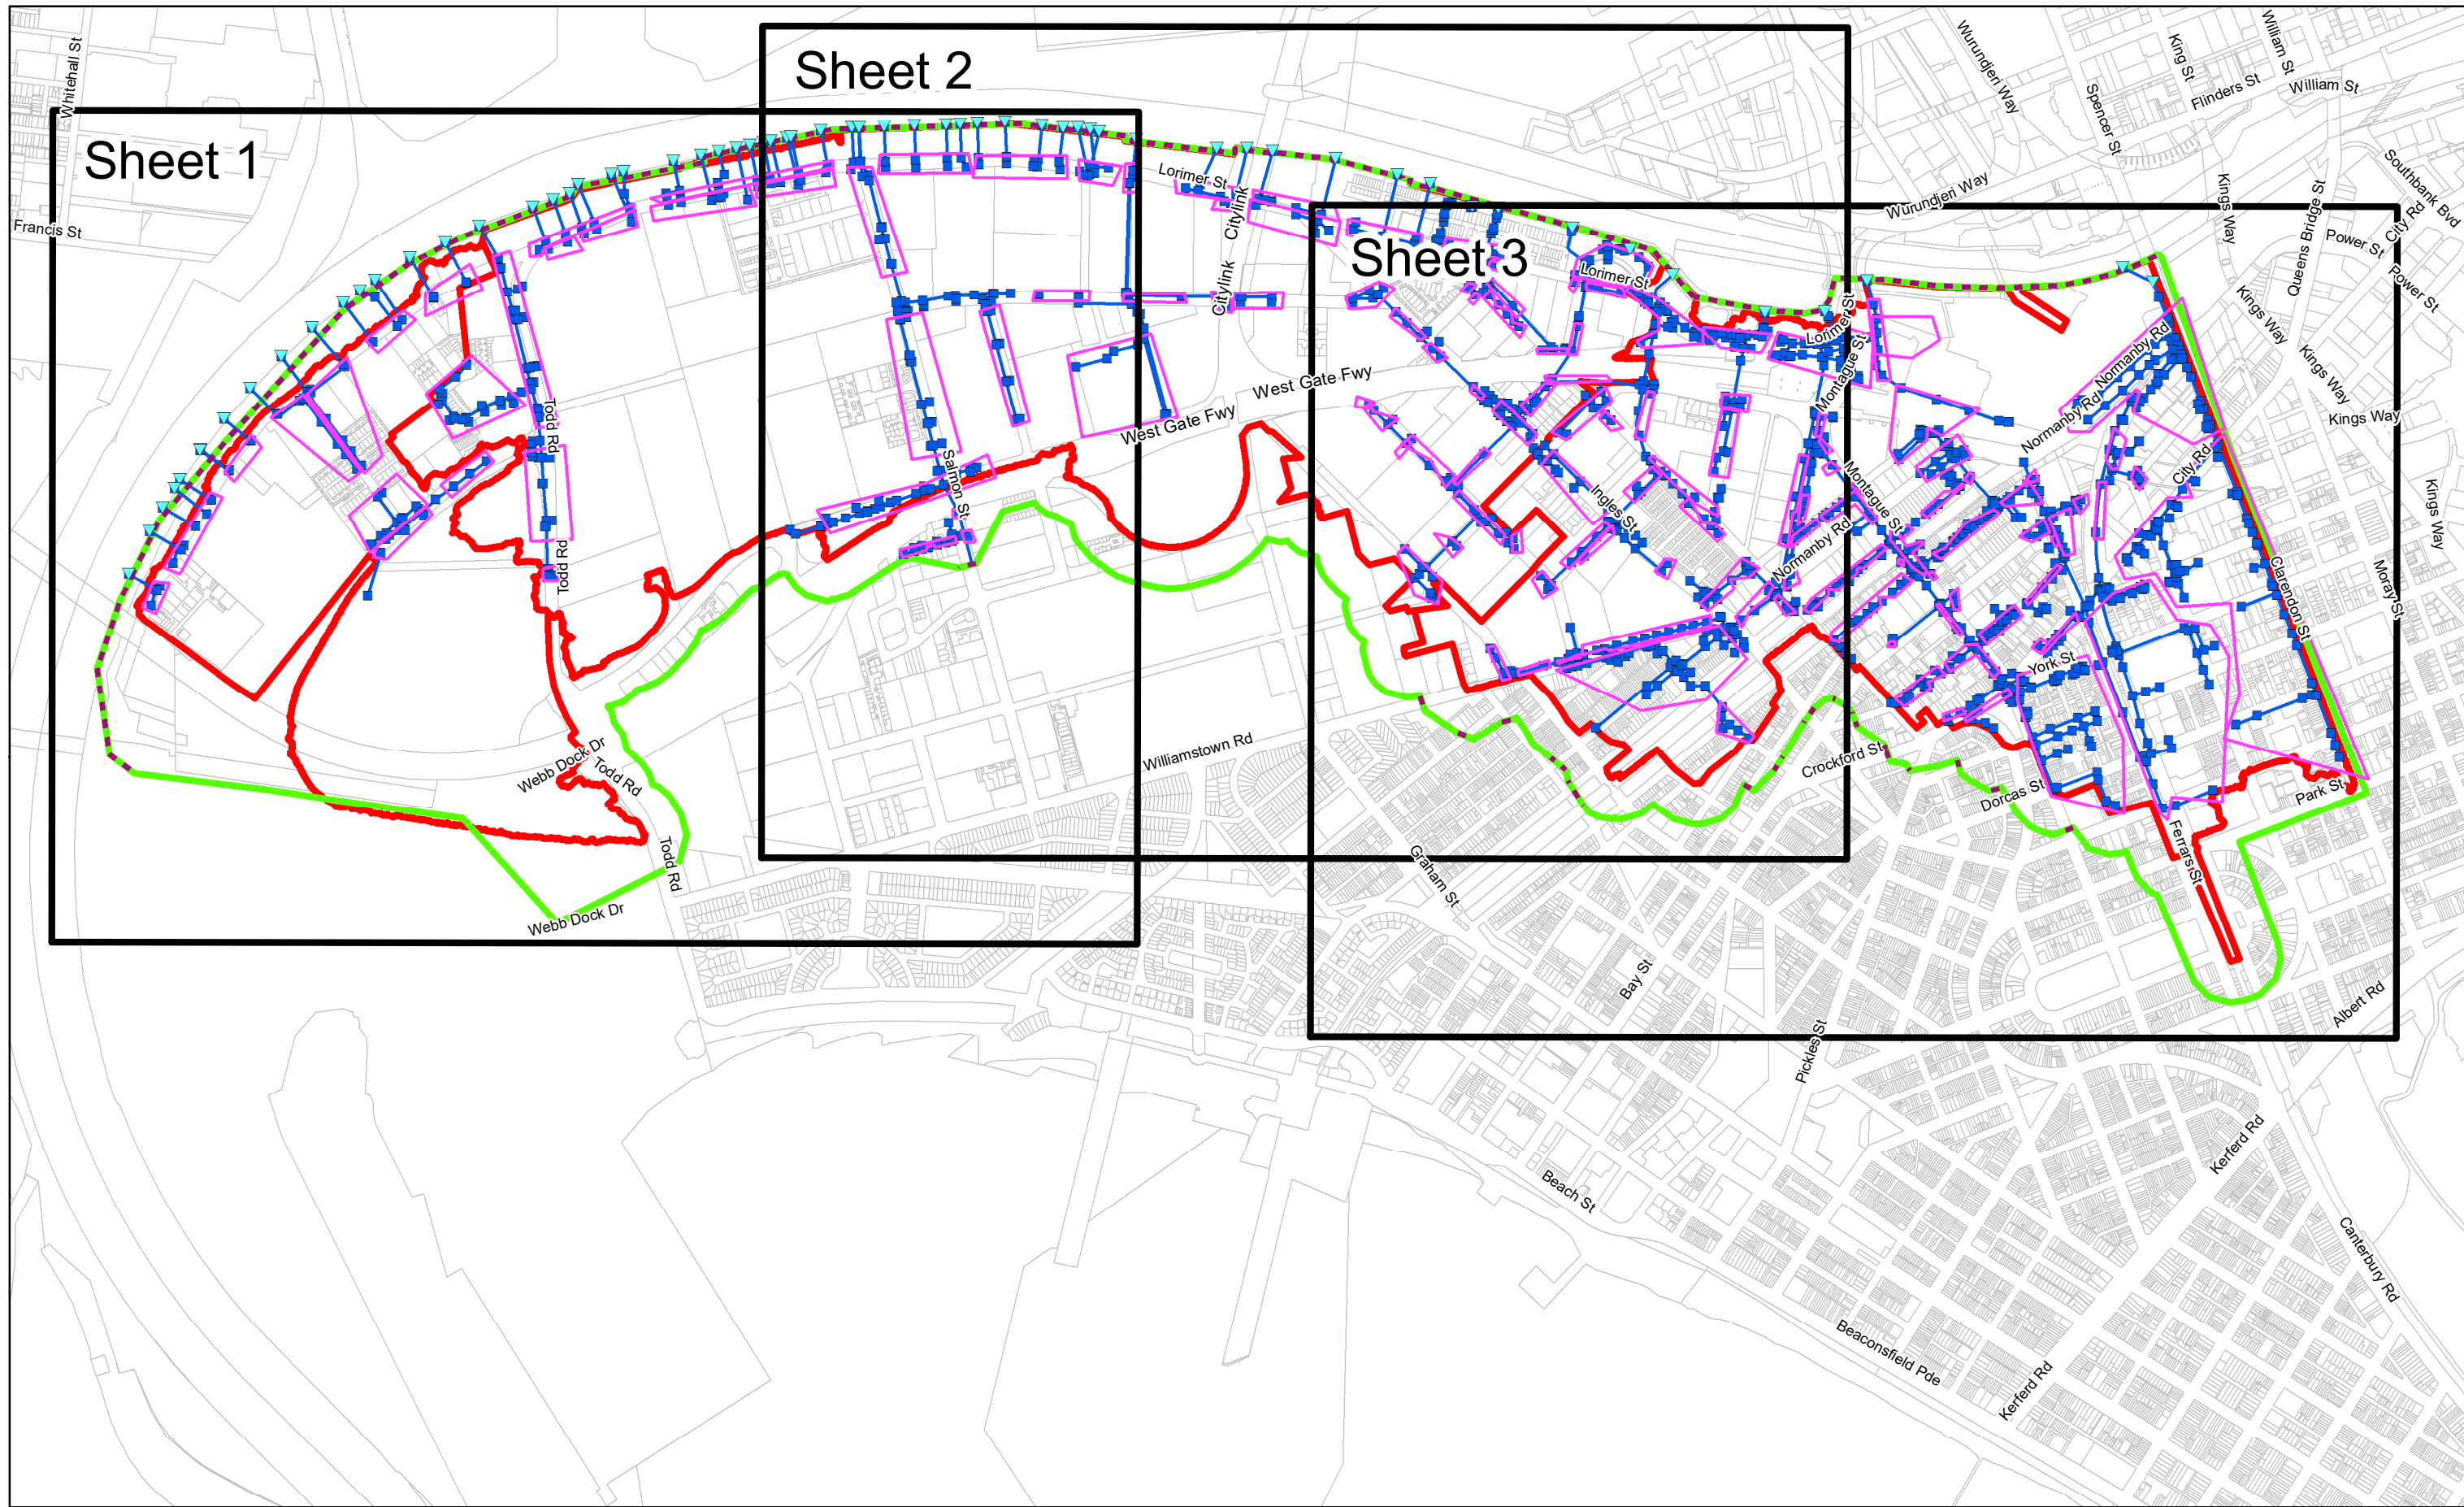 Whitehall St
Sheet 2
Wurundjeri Way
King St
William St
Spencer St
Flinders St
William St
Sheet 1
Lorimer St
Citylink
Wurundjeri Way
Kings Way
Queens Bridge St
Southbank Bvd
City Rd
Power St
Francis St
Sheet 3
Lorimer St
Citylink
Power St
Kings Way
Lorimer St
Montague St
Normanby Rd
Kings Way
West Gate Fwy
West Gate Fwy
Todd Rd
Normanby Rd
Kings Way
City Rd
Salmon St
Ingles St
Montague St
Kings Way
Normanby Rd
Todd Rd
Clarendon St
Moray St
York St
Webb Dock Dr
Todd Rd
Williamstown Rd
Crockford St
Dorcas St
Park St
Todd Rd
Graham St
Ferrars St
Webb Dock Dr
Bay St
Albert Rd
Pickles St
Kerferd Rd
Beach St
Canterbury Rd
Beaconsfield Pde
Kerferd Rd